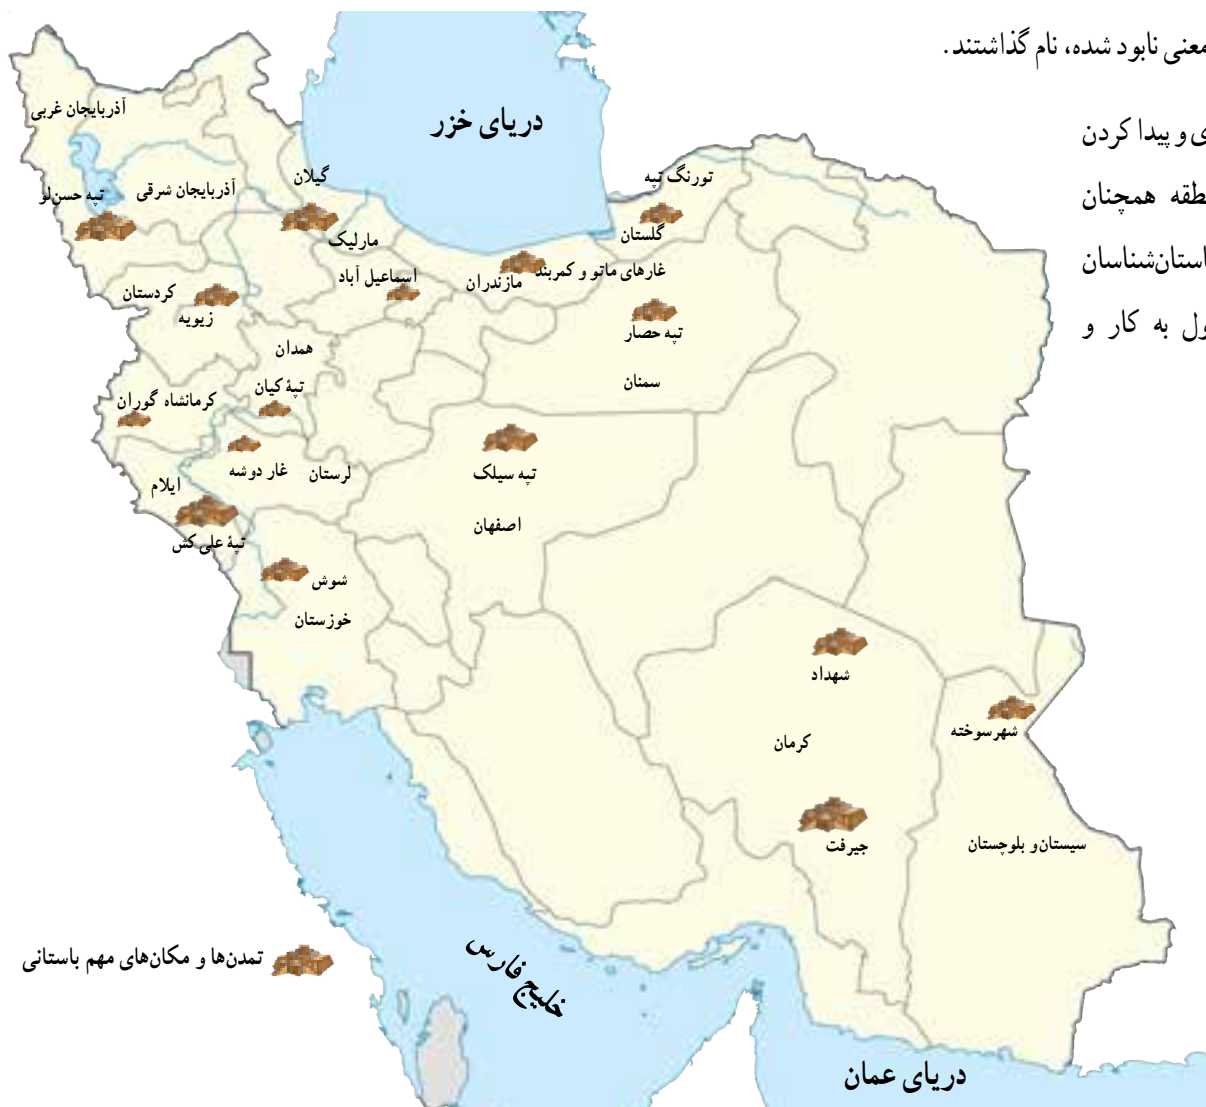 معنی نابود شده، نام گذاشتند.
ی و پیدا کردن
طقه همچنان
استان‌شناسان
ول به کار و
دریای خزر
آذربایجان غربی
آذربایجان شرقی
تپه حسن‌لو
گیلان
مارلیک
تورنگ تپه
گلستان
غارهای ماتو و کمربند
مازندران
اسماعیل آباد
کردستان
زیویه
تپه حصار
سمنان
همدان
تپهٔ کیان
کرمانشاه گوران
غار دوشه
لرستان
ایلام
تپهٔ علی کش
تپه سیلک
اصفهان
شوش
خوزستان
شهداد
کرمان
جیرفت
شهرسوخته
سیستان و بلوچستان
تمدن‌ها و مکان‌های مهم باستانی
خلیج فارس
دریای عمان